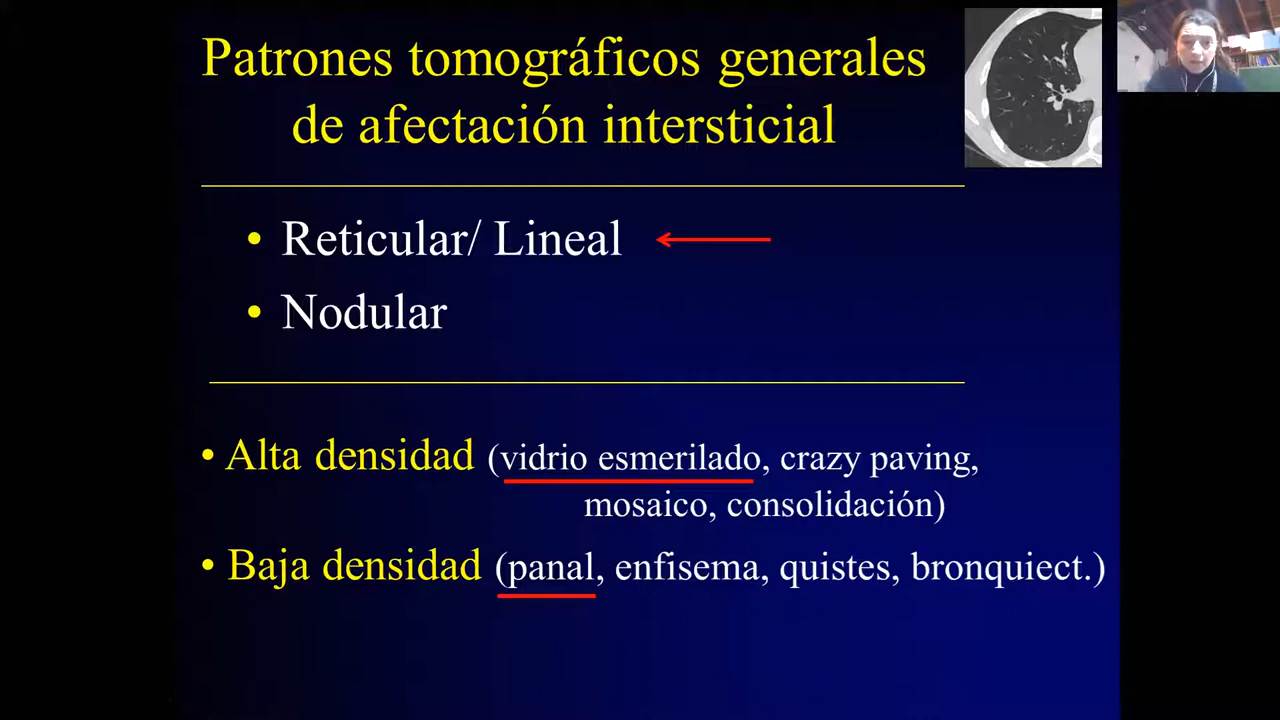 Patrones tomográficos generales
de afectación intersticial
• Reticular/ Lineal
• Nodular
• Alta densidad (vidrio esmerilado, crazy paving,
mosaico, consolidación)
• Baja densidad (panal, enfisema, quistes, bronquiect.)